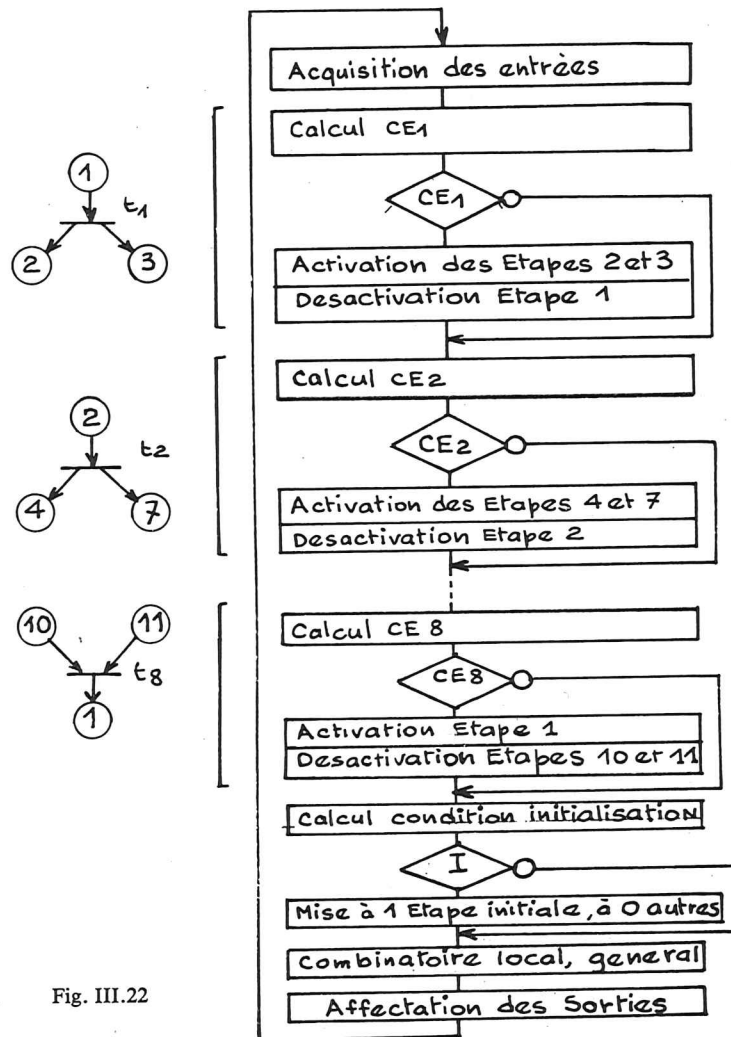 Acquisition des entrées
Calcul CE1
1
t1
2
3
CE1
Activation des Etapes 2 et 3
Desactivation Etape 1
Calcul CE2
2
t2
4
7
CE2
Activation des Etapes 4 et 7
Desactivation Etape 2
10
11
t8
1
Calcul CE 8
CE8
Activation Etape 1
Desactivation Etapes 10 et 11
Calcul condition initialisation
I
Mise à 1 Etape initiale, à 0 autres
Combinatoire local, general
Affectation des Sorties
Fig. III.22